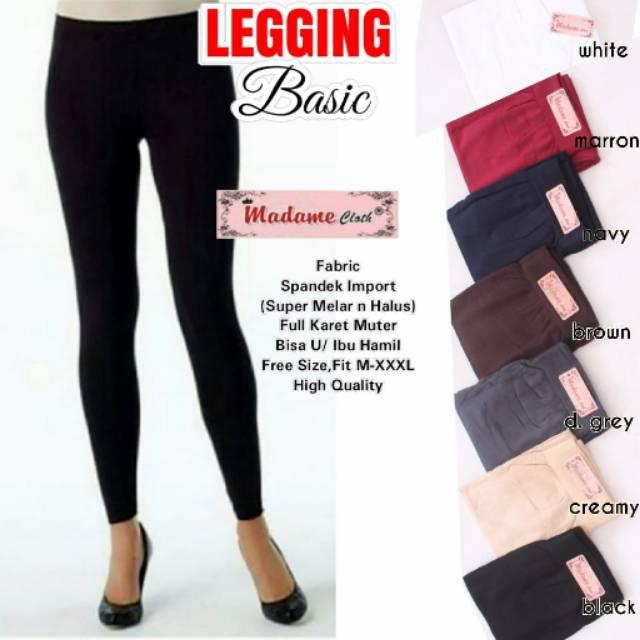 LEGGING
Basic
Madame Cloth®
Fabric
Spandek Import
(Super Melar n Halus)
Full Karet Muter
Bisa U/ Ibu Hamil
Free Size,Fit M-XXXL
High Quality
white
marron
navy
brown
d. grey
creamy
black